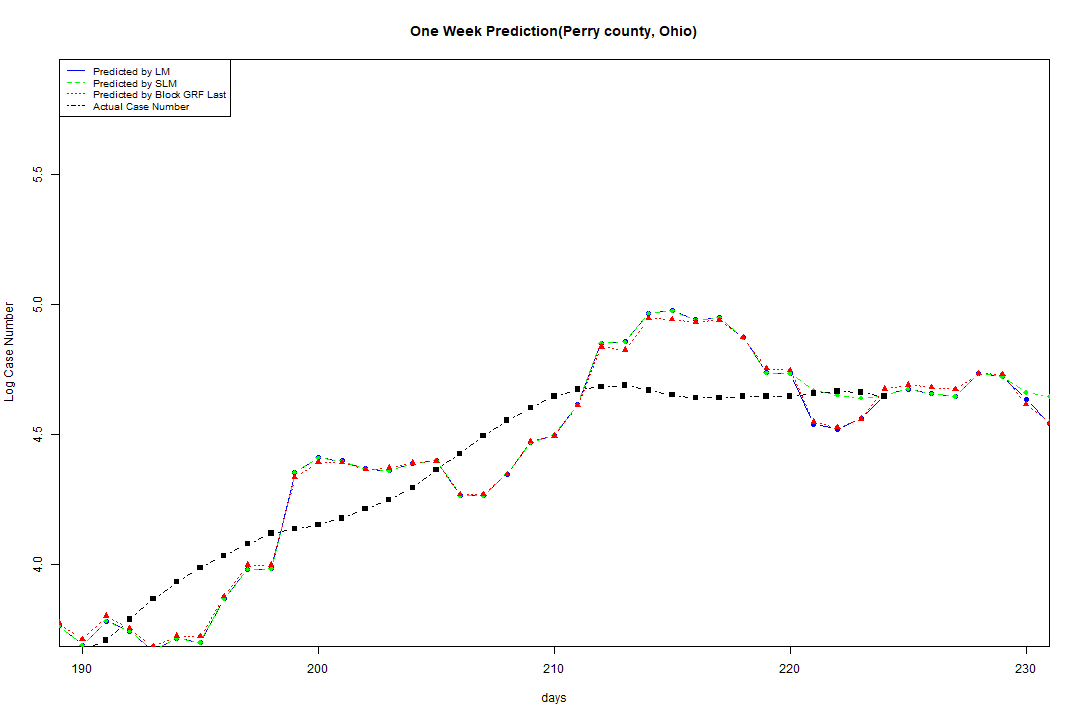 One Week Prediction(Perry county, Ohio)
Predicted by LM
Predicted by SLM
Predicted by Block GRF Last
Actual Case Number
5.5
5.0
4.5
4.0
Log Case Number
190 200 210 220 230
days